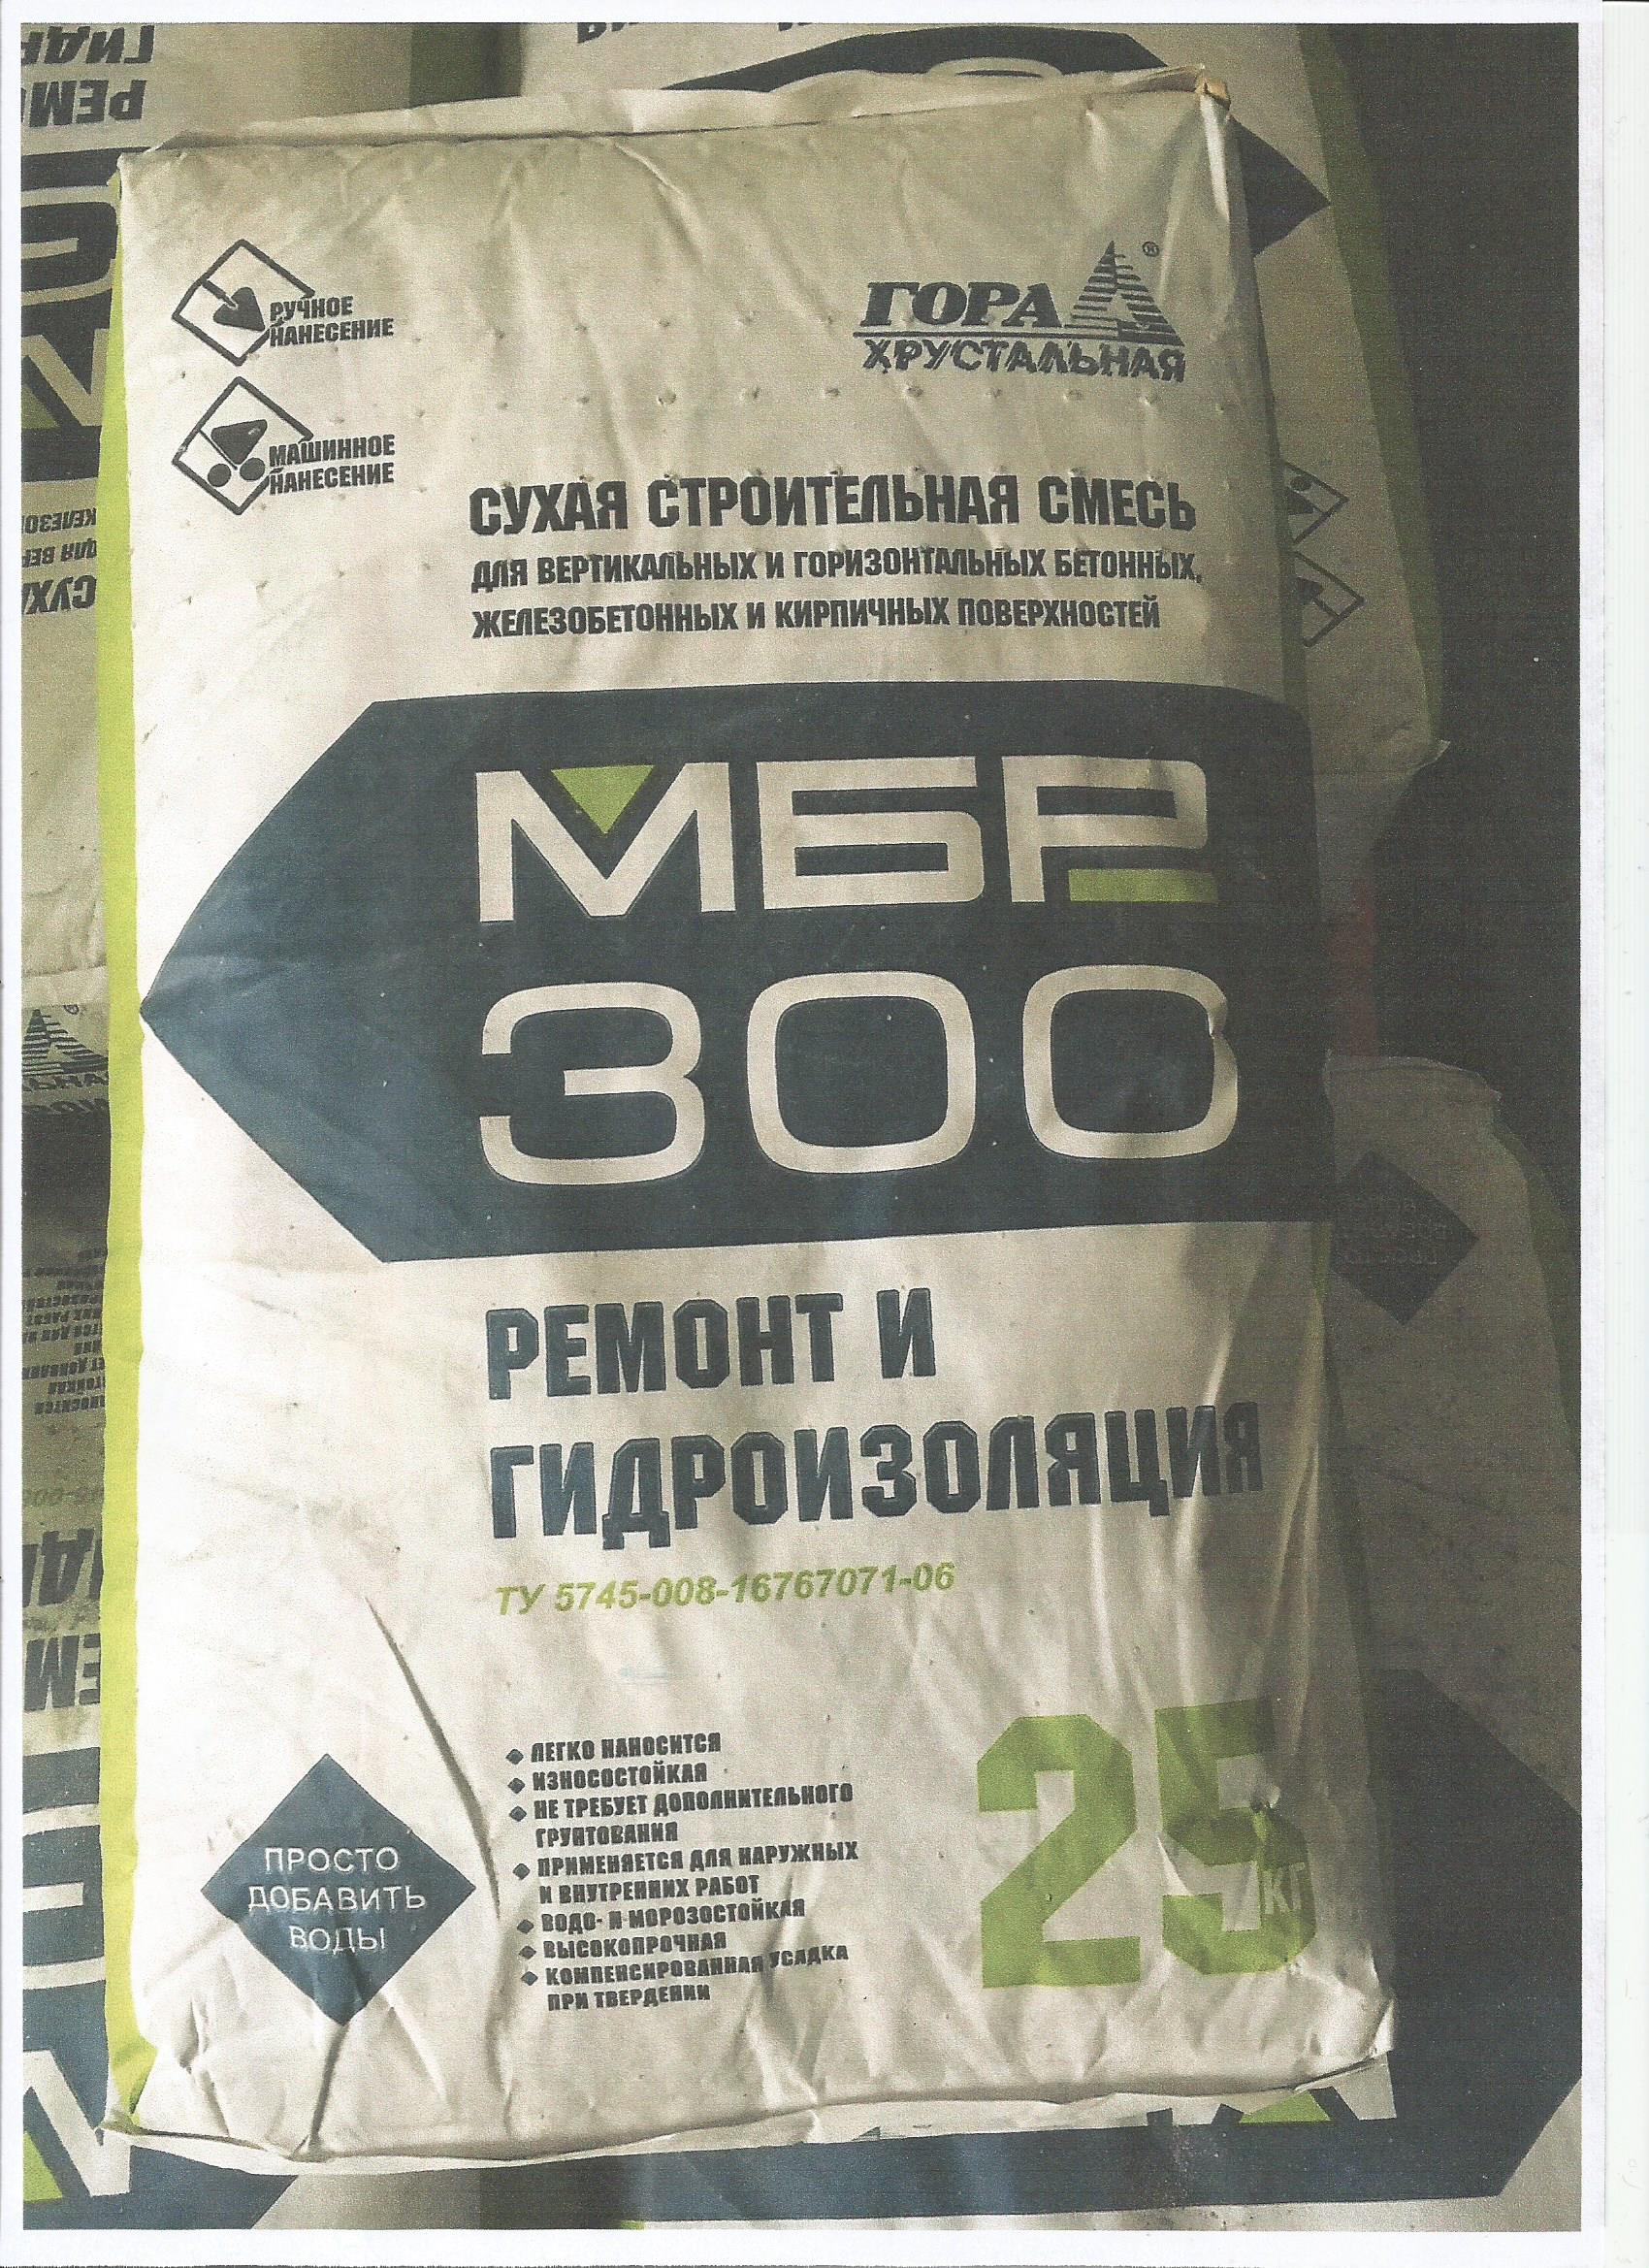 РУЧНОЕ
НАНЕСЕНИЕ
МАШИННОЕ
НАНЕСЕНИЕ
ГОРА ®
ХРУСТАЛЬНАЯ
СУХАЯ СТРОИТЕЛЬНАЯ СМЕСЬ
ДЛЯ ВЕРТИКАЛЬНЫХ И ГОРИЗОНТАЛЬНЫХ БЕТОННЫХ,
ЖЕЛЕЗОБЕТОННЫХ И КИРПИЧНЫХ ПОВЕРХНОСТЕЙ
МБР
300
РЕМОНТ И
ГИДРОИЗОЛЯЦИЯ
ТУ 5745-008-16767071-06
ПРОСТО
ДОБАВИТЬ
ВОДЫ
ЛЕГКО НАНОСИТСЯ
ИЗНОСОСТОЙКАЯ
НЕ ТРЕБУЕТ ДОПОЛНИТЕЛЬНОГО
ГРУНТОВАНИЯ
ПРИМЕНЯЕТСЯ ДЛЯ НАРУЖНЫХ
И ВНУТРЕННИХ РАБОТ
ВОДО- И МОРОЗОСТОЙКАЯ
ВЫСОКОПРОЧНАЯ
КОМПЕНСИРОВАННАЯ УСАДКА
ПРИ ТВЕРДЕНИИ
25 КГ